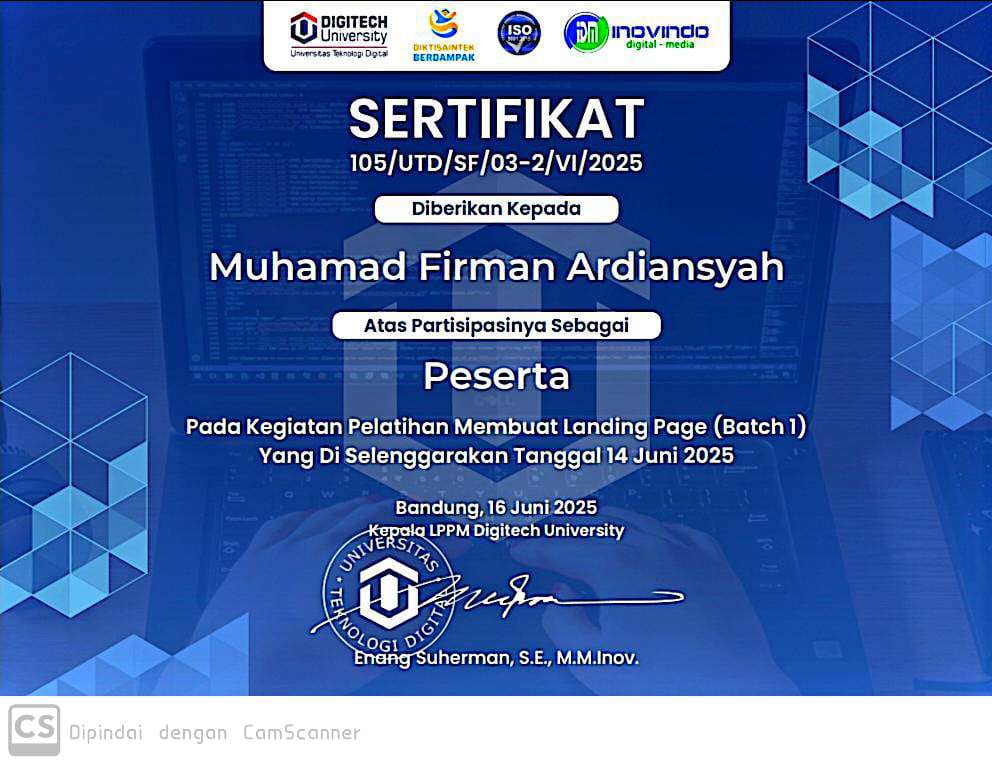 DIGITECH
University
Universitas Teknologi Digital
DIKTISAINTEK
BERDAMPAK
ISO
9001:2015
inovindo
digital - media
SERTIFIKAT
105/UTD/SF/03-2/VI/2025
Diberikan Kepada
Muhamad Firman Ardiansyah
Atas Partisipasinya Sebagai
Peserta
Pada Kegiatan Pelatihan Membuat Landing Page (Batch 1)
Yang Di Selenggarakan Tanggal 14 Juni 2025
Bandung, 16 Juni 2025
Kepala LPPM Digitech University
UNIVERSITAS
TEKNOLOGI DIGITAL
Enang Suherman, S.E., M.M.Inov.
CS Dipindai dengan CamScanner